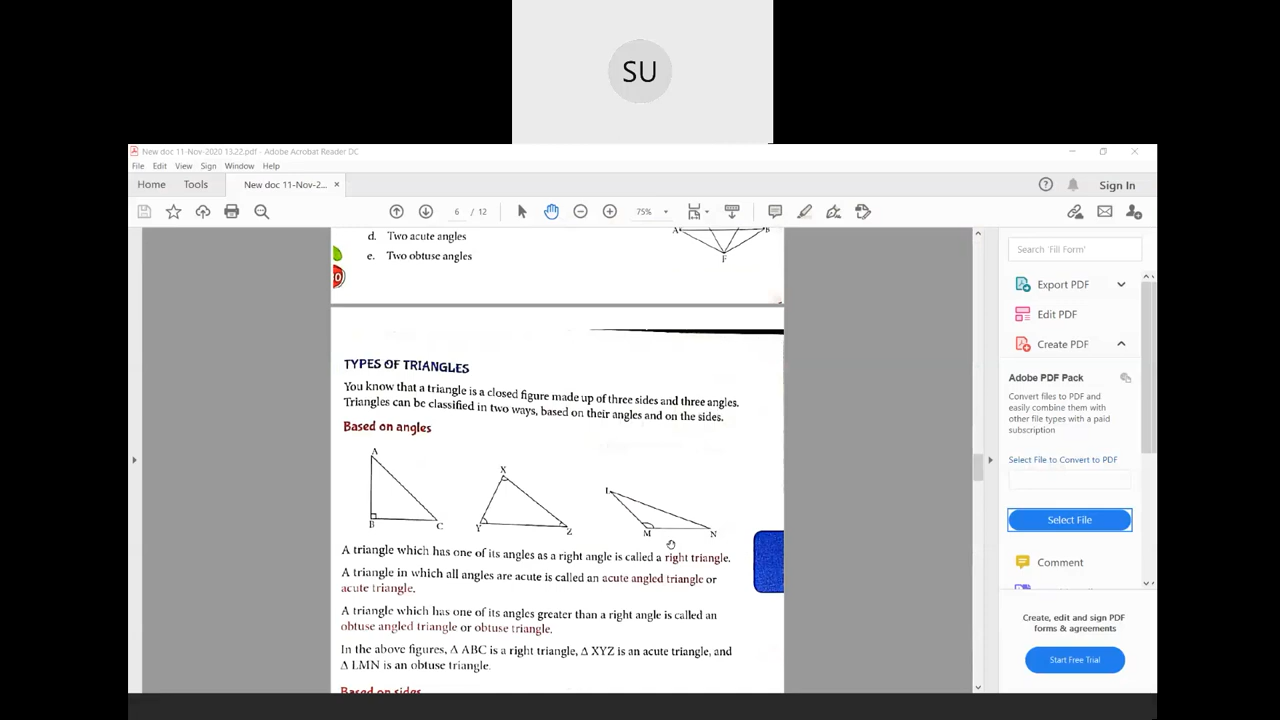 SU
New doc 11-Nov-2020 13.22.pdf - Adobe Acrobat Reader DC
File Edit View Sign Window Help
Home Tools New doc 11-Nov-2... × Sign In
6 / 12 75%
d. Two acute angles
e. Two obtuse angles
A B
F
TYPES OF TRIANGLES
You know that a triangle is a closed figure made up of three sides and three angles.
Triangles can be classified in two ways, based on their angles and on the sides.
Based on angles
A
X
L
B C
Y Z
M N
A triangle which has one of its angles as a right angle is called a right triangle.
A triangle in which all angles are acute is called an acute angled triangle or
acute triangle.
A triangle which has one of its angles greater than a right angle is called an
obtuse angled triangle or obtuse triangle.
In the above figures, Δ ABC is a right triangle, Δ XYZ is an acute triangle, and
Δ LMN is an obtuse triangle.
Based on sides
Search 'Fill Form'
Export PDF
Edit PDF
Create PDF
Adobe PDF Pack
Convert files to PDF and
easily combine them with
other file types with a paid
subscription
Select File to Convert to PDF
Select File
Comment
Create, edit and sign PDF
forms & agreements
Start Free Trial